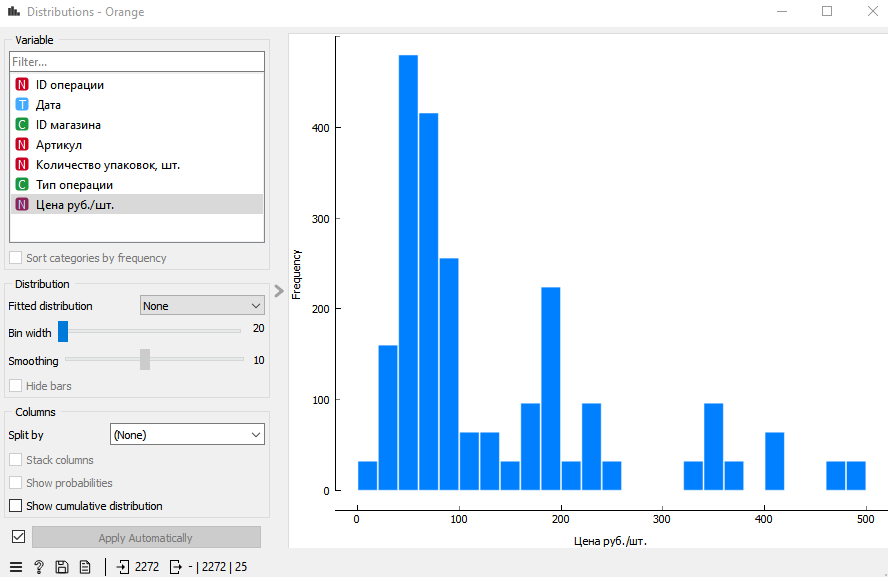 Distributions - Orange
Variable
Filter...
N ID операции
T Дата
C ID магазина
N Артикул
N Количество упаковок, шт.
C Тип операции
N Цена руб./шт.
Sort categories by frequency
Distribution
Fitted distribution None
Bin width 20
Smoothing 10
Hide bars
Columns
Split by (None)
Stack columns
Show probabilities
Show cumulative distribution
Apply Automatically
? 2272 - | 2272 | 25
Frequency
400
300
200
100
0
0 100 200 300 400 500
Цена руб./шт.